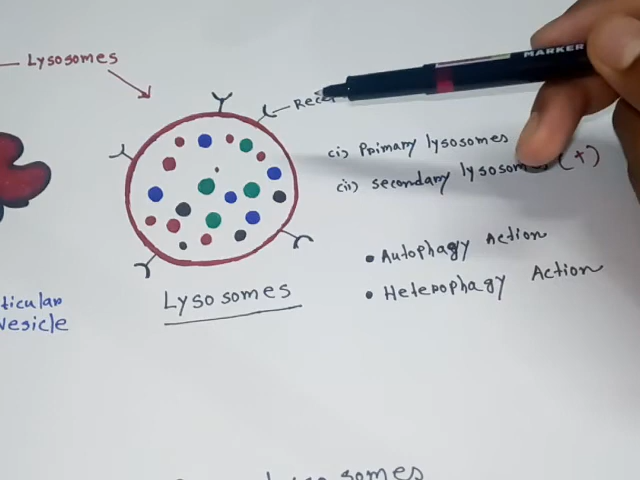 Lysosomes
MARKER
(i) Primary lysosomes
(ii) secondary lysosomes (+)
• Autophagy Action
• Heterophagy Action
Lysosomes